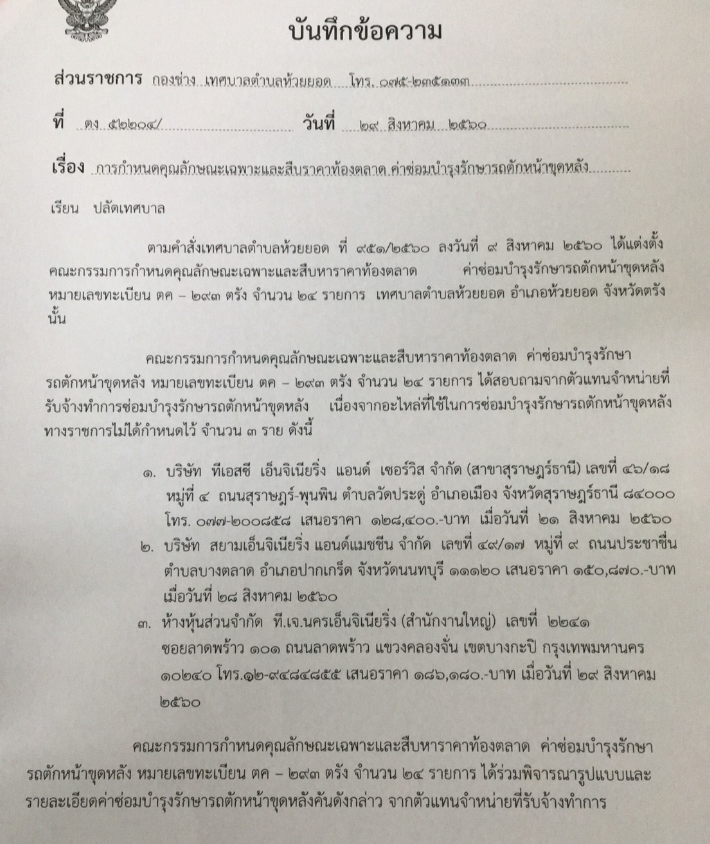 บันทึกข้อความ
ส่วนราชการ กองช่าง เทศบาลตำบลห้วยยอด โทร. ๐๗๕-๒๓๕๑๓๓
ที่ ตง ๕๒๒๐๔/ วันที่ ๒๙ สิงหาคม ๒๕๖๐
เรื่อง การกำหนดคุณลักษณะเฉพาะและสืบราคาท้องตลาด ค่าซ่อมบำรุงรักษารถตักหน้าขุดหลัง
เรียน ปลัดเทศบาล
ตามคำสั่งเทศบาลตำบลห้วยยอด ที่ ๙๕๑/๒๕๖๐ ลงวันที่ ๙ สิงหาคม ๒๕๖๐ ได้แต่งตั้ง
คณะกรรมการกำหนดคุณลักษณะเฉพาะและสืบหาราคาท้องตลาด ค่าซ่อมบำรุงรักษารถตักหน้าขุดหลัง
หมายเลขทะเบียน ตค – ๒๙๓ ตรัง จำนวน ๒๔ รายการ เทศบาลตำบลห้วยยอด อำเภอห้วยยอด จังหวัดตรัง
นั้น
คณะกรรมการกำหนดคุณลักษณะเฉพาะและสืบหาราคาท้องตลาด ค่าซ่อมบำรุงรักษา
รถตักหน้าขุดหลัง หมายเลขทะเบียน ตค – ๒๙๓ ตรัง จำนวน ๒๔ รายการ ได้สอบถามจากตัวแทนจำหน่ายที่
รับจ้างทำการซ่อมบำรุงรักษารถตักหน้าขุดหลัง เนื่องจากอะไหล่ที่ใช้ในการซ่อมบำรุงรักษารถตักหน้าขุดหลัง
ทางราชการไม่ได้กำหนดไว้ จำนวน ๓ ราย ดังนี้
๑. บริษัท ทีเอสซี เอ็นจิเนียริ่ง แอนด์ เซอร์วิส จำกัด (สาขาสุราษฎร์ธานี) เลขที่ ๔๖/๑๘
หมู่ที่ ๔ ถนนสุราษฎร์-พุนพิน ตำบลวัดประดู่ อำเภอเมือง จังหวัดสุราษฎร์ธานี ๘๔๐๐๐
โทร. ๐๗๗-๒๐๐๘๕๘ เสนอราคา ๑๒๘,๔๐๐.-บาท เมื่อวันที่ ๒๑ สิงหาคม ๒๕๖๐
๒. บริษัท สยามเอ็นจิเนียริ่ง แอนด์แมชชีน จำกัด เลขที่ ๔๙/๑๗ หมู่ที่ ๙ ถนนประชาชื่น
ตำบลบางตลาด อำเภอปากเกร็ด จังหวัดนนทบุรี ๑๑๑๒๐ เสนอราคา ๑๕๐,๘๗๐.-บาท
เมื่อวันที่ ๒๘ สิงหาคม ๒๕๖๐
๓. ห้างหุ้นส่วนจำกัด ที.เจ.นครเอ็นจิเนียริ่ง (สำนักงานใหญ่) เลขที่ ๒๒๔๑
ซอยลาดพร้าว ๑๐๑ ถนนลาดพร้าว แขวงคลองจั่น เขตบางกะปิ กรุงเทพมหานคร
๑๐๒๔๐ โทร.๑๒-๙๔๘๔๘๕๕ เสนอราคา ๑๘๖,๑๘๐.-บาท เมื่อวันที่ ๒๙ สิงหาคม
๒๕๖๐
คณะกรรมการกำหนดคุณลักษณะเฉพาะและสืบหาราคาท้องตลาด ค่าซ่อมบำรุงรักษา
รถตักหน้าขุดหลัง หมายเลขทะเบียน ตค – ๒๙๓ ตรัง จำนวน ๒๔ รายการ ได้ร่วมพิจารณารูปแบบและ
รายละเอียดค่าซ่อมบำรุงรักษารถตักหน้าขุดหลังคันดังกล่าว จากตัวแทนจำหน่ายที่รับจ้างทำการ